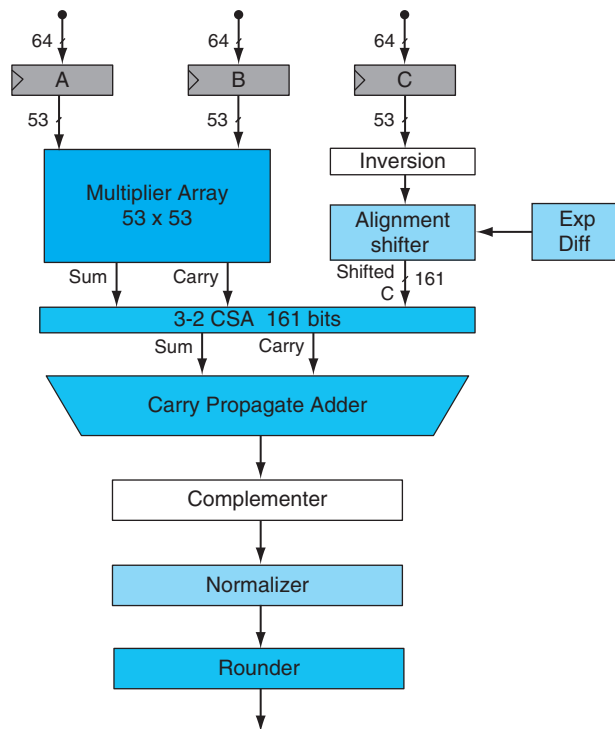 64 64 64
A B C
53 53 53
Multiplier Array
53 x 53
Inversion
Alignment
shifter
Exp
Diff
Sum Carry
Shifted
C
161
3-2 CSA 161 bits
Sum Carry
Carry Propagate Adder
Complementer
Normalizer
Rounder